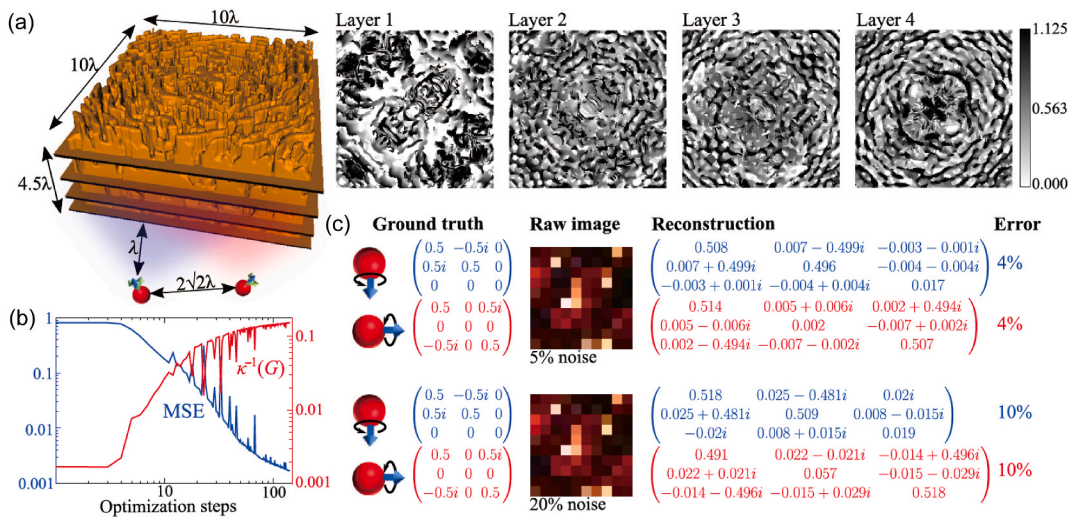 (a)
10λ
10λ
4.5λ
λ
2√2λ
Layer 1
Layer 2
Layer 3
Layer 4
1.125
0.563
0.000
(b)
1
0.1
0.01
0.001
MSE
κ⁻¹(G)
0.1
0.01
0.001
10
100
Optimization steps
(c)
Ground truth Raw image Reconstruction Error
0.5 −0.5i 0
0.5i 0 0
0 0 0
0.508 0.007 − 0.499i −0.003 − 0.001i
0.007 + 0.499i 0.496 −0.004 − 0.004i
−0.003 + 0.001i −0.004 + 0.004i 0.017
4%
0.5 0 0.5i
0 0 0
−0.5i 0 0.5
0.514 0.005 + 0.006i 0.002 + 0.494i
0.005 − 0.006i 0.002 −0.007 + 0.002i
0.002 − 0.494i −0.007 − 0.002i 0.507
4%
5% noise
0.5 −0.5i 0
0.5i 0 0
0 0 0
0.518 0.025 − 0.481i 0.02i
0.025 + 0.481i 0.509 0.008 − 0.015i
−0.02i 0.008 + 0.015i 0.019
10%
0.5 0 0.5i
0 0 0
−0.5i 0 0.5
0.491 0.022 − 0.021i −0.014 + 0.496i
0.022 + 0.021i 0.057 −0.015 − 0.029i
−0.014 − 0.496i −0.015 + 0.029i 0.518
10%
20% noise